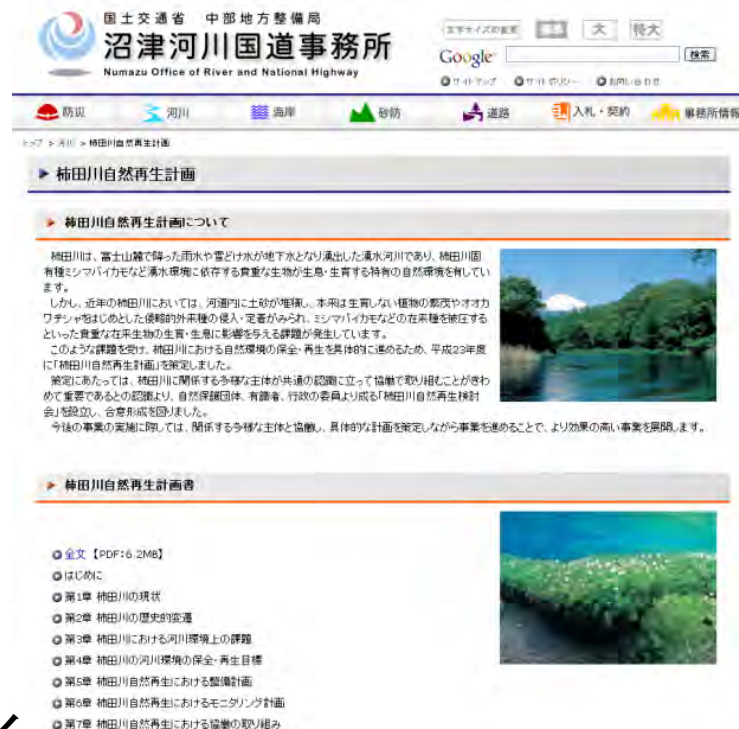 国土交通省 中部地方整備局
沼津河川国道事務所
Numazu Office of River and National Highway
文字サイズの変更 標準 大 特大
Google 検索
サイトマップ サイトポリシー お問い合わせ
防災 河川 海岸 砂防 道路 入札・契約 事務所情報
トップ > 河川 > 柿田川自然再生計画
柿田川自然再生計画
柿田川自然再生計画について
柿田川は、富士山麓で降った雨水や雪どけ水が地下水となり湧出した湧水河川であり、柿田川固
有種ミシマバイカモなど湧水環境に依存する貴重な生物が生息・生育する特有の自然環境を有してい
ます。
しかし、近年の柿田川においては、河道内に土砂が堆積し、本来は生育しない植物の繁茂やオオカ
ワヂシャをはじめとした侵略的外来種の侵入・定着がみられ、ミシマバイカモなどの在来種を被圧する
といった貴重な在来生物の生育・生息に影響を与える課題が発生しています。
このような課題を受け、柿田川における自然環境の保全・再生を具体的に進めるため、平成23年度
に「柿田川自然再生計画」を策定しました。
策定にあたっては、柿田川に関係する多様な主体が共通の認識に立って協働で取り組むことがきわ
めて重要であるとの認識より、自然保護団体、有識者、行政の委員より成る「柿田川自然再生検討
会」を設立し、合意形成を図りました。
今後の事業の実施に際しては、関係する多様な主体と協働し、具体的な計画を策定しながら事業を進めることで、より効果の高い事業を展開します。
柿田川自然再生計画書
全文 【PDF:6.2MB】
はじめに
第1章 柿田川の現状
第2章 柿田川の歴史的変遷
第3章 柿田川における河川環境上の課題
第4章 柿田川の河川環境の保全・再生目標
第5章 柿田川自然再生における整備計画
第6章 柿田川自然再生におけるモニタリング計画
第7章 柿田川自然再生における協働の取り組み